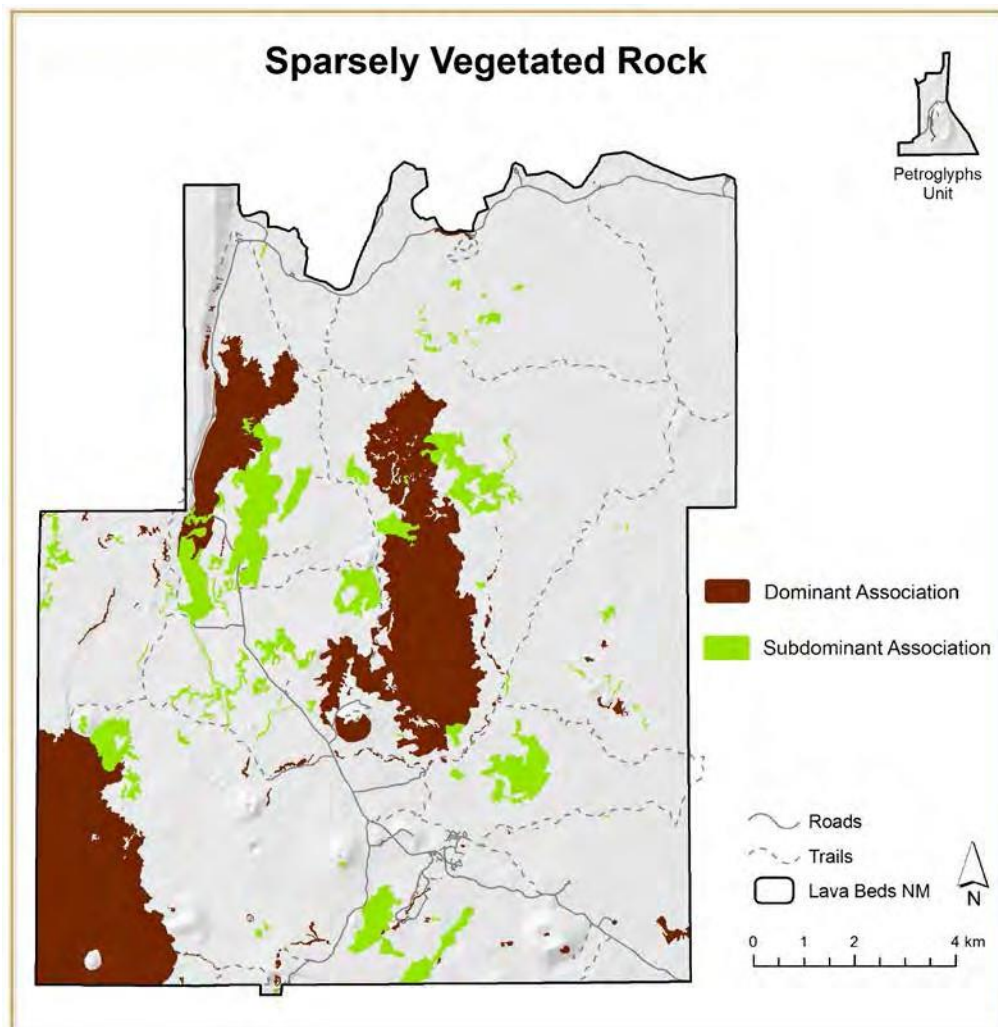 Sparsely Vegetated Rock
Petroglyphs
Unit
Dominant Association
Subdominant Association
Roads
Trails
Lava Beds NM
N
0 1 2 4 km